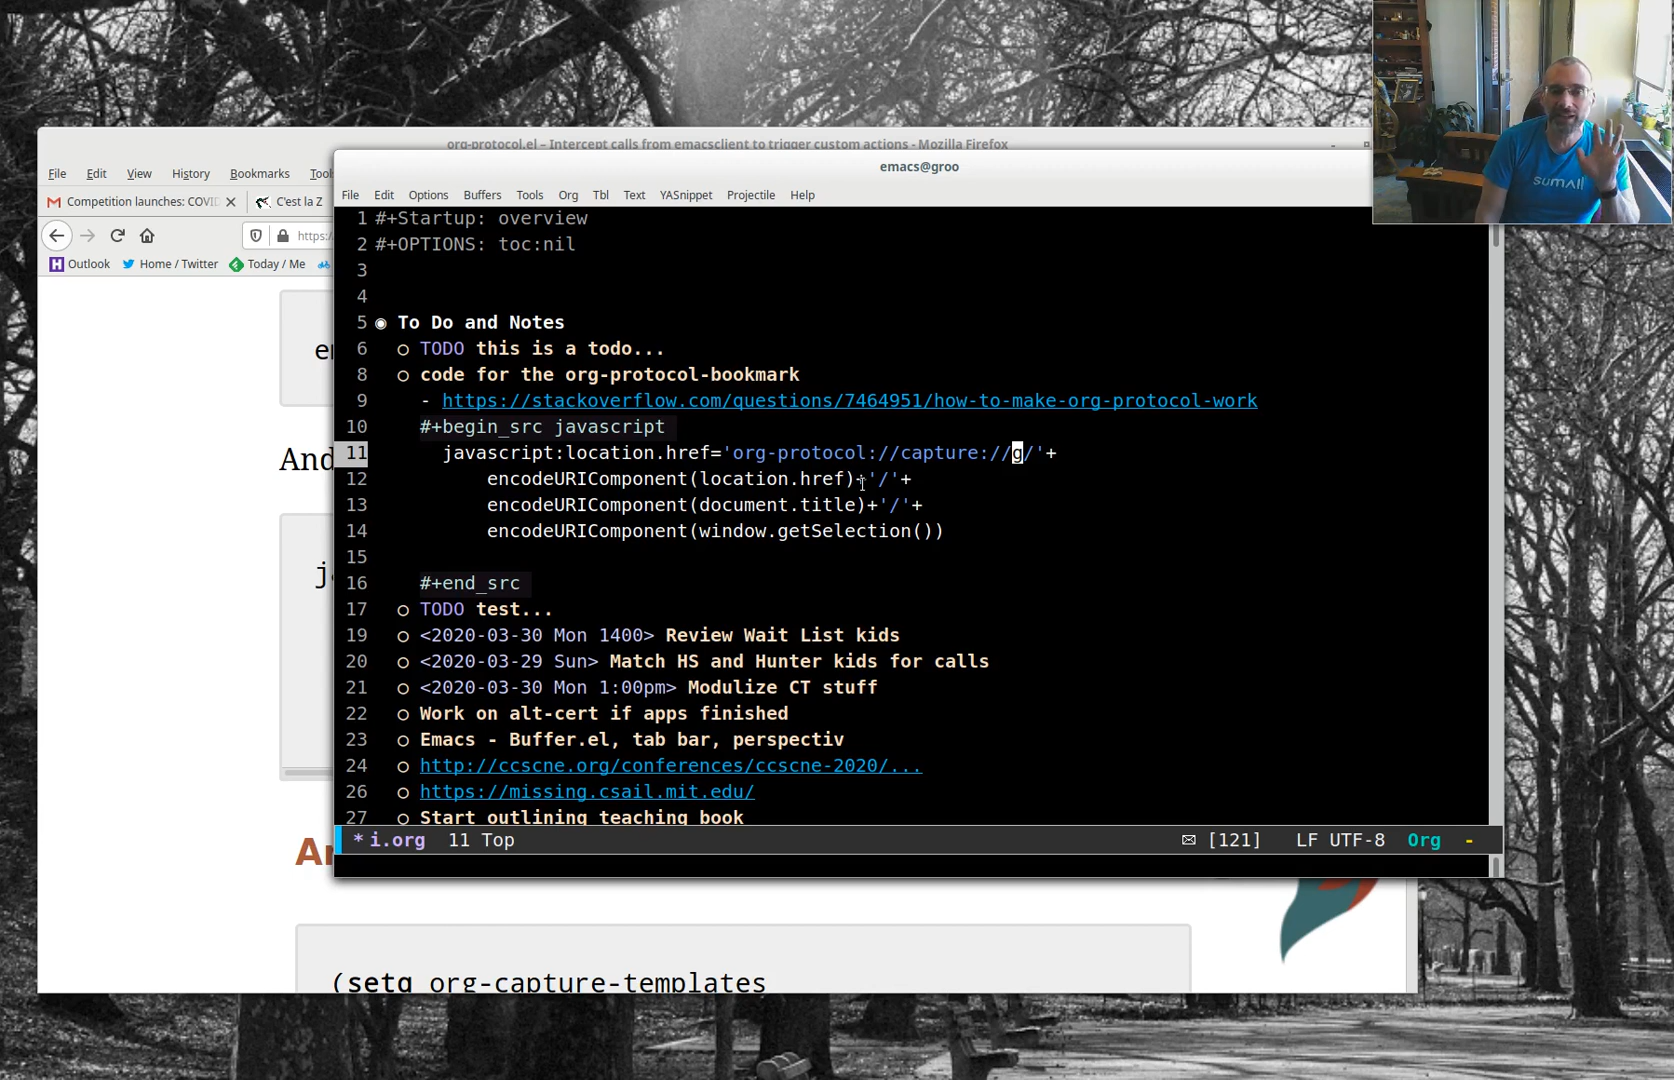 org-protocol.el – Intercept calls from emacsclient to trigger custom actions - Mozilla Firefox
emacs@groo
File Edit View History Bookmarks Tools
File Edit Options Buffers Tools Org Tbl Text YASnippet Projectile Help
Competition launches: COVID
C'est la Z
https:/
Outlook Home / Twitter Today / Me
sumAll
1 #+Startup: overview
2 #+OPTIONS: toc:nil
3
4
5 ◉ To Do and Notes
6 ○ TODO this is a todo...
8 ○ code for the org-protocol-bookmark
9 - https://stackoverflow.com/questions/7464951/how-to-make-org-protocol-work
10 #+begin_src javascript
11 javascript:location.href='org-protocol://capture://g/'+
12 encodeURIComponent(location.href)+'/'+
13 encodeURIComponent(document.title)+'/'+
14 encodeURIComponent(window.getSelection())
15
16 #+end_src
17 ○ TODO test...
19 ○ <2020-03-30 Mon 1400> Review Wait List kids
20 ○ <2020-03-29 Sun> Match HS and Hunter kids for calls
21 ○ <2020-03-30 Mon 1:00pm> Modulize CT stuff
22 ○ Work on alt-cert if apps finished
23 ○ Emacs - Buffer.el, tab bar, perspectiv
24 ○ http://ccscne.org/conferences/ccscne-2020/...
26 ○ https://missing.csail.mit.edu/
27 ○ Start outlining teaching book
* i.org 11 Top [121] LF UTF-8 Org -
And
(setq org-capture-templates